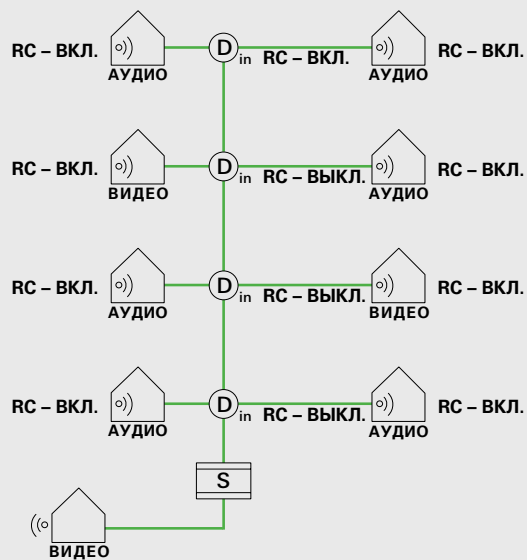 RC – ВКЛ. D in RC – ВКЛ. RC – ВКЛ.
АУДИО АУДИО
RC – ВКЛ. D in RC – ВЫКЛ. RC – ВКЛ.
ВИДЕО АУДИО
RC – ВКЛ. D in RC – ВЫКЛ. RC – ВКЛ.
АУДИО ВИДЕО
RC – ВКЛ. D in RC – ВЫКЛ. RC – ВКЛ.
АУДИО АУДИО
S
ВИДЕО